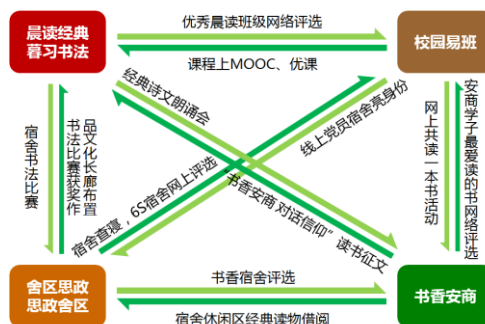 晨读经典
暮习书法
优秀晨读班级网络评选
课程上MOOC、优课
校园易班
经典诗文朗诵会
线上党员宿舍亮身份
宿舍书法比赛
品文化长廊布置
书法比赛获奖作
宿舍查寝，6S宿舍网上评选
书香安商“对话信仰”读书征文
网上共读一本书活动
安商学子最爱读的书网络评选
舍区思政
思政舍区
书香宿舍评选
宿舍休闲区经典读物借阅
书香安商